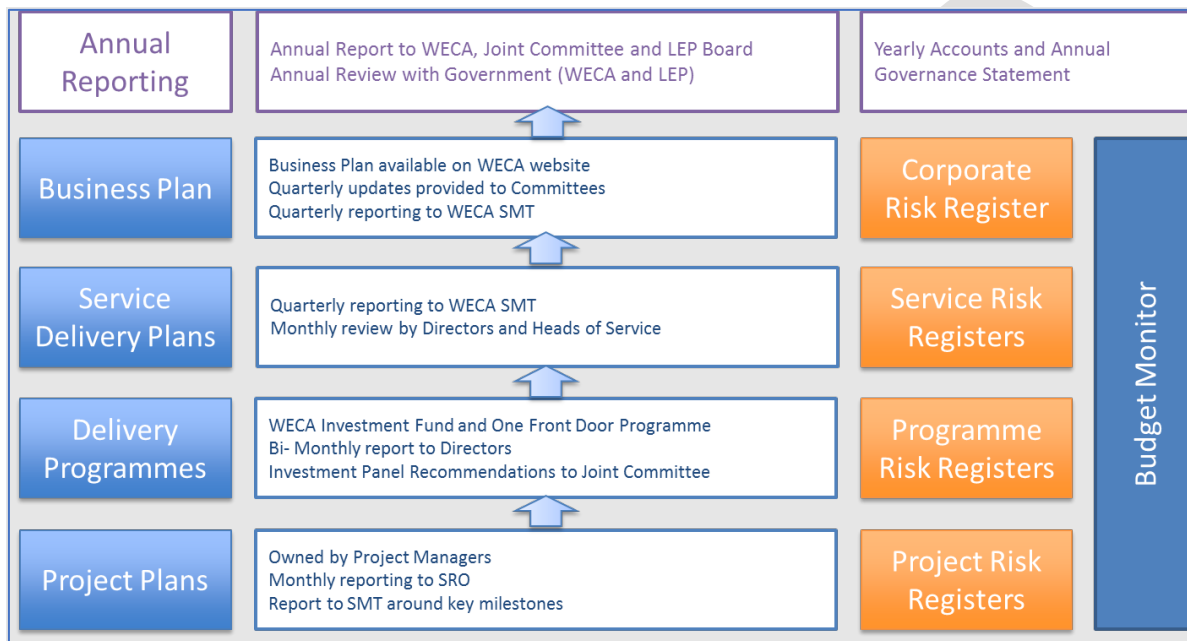 Annual
Reporting
Annual Report to WECA, Joint Committee and LEP Board
Annual Review with Government (WECA and LEP)
Yearly Accounts and Annual
Governance Statement
Business Plan
Business Plan available on WECA website
Quarterly updates provided to Committees
Quarterly reporting to WECA SMT
Corporate
Risk Register
Service
Delivery Plans
Quarterly reporting to WECA SMT
Monthly review by Directors and Heads of Service
Service Risk
Registers
Delivery
Programmes
WECA Investment Fund and One Front Door Programme
Bi- Monthly report to Directors
Investment Panel Recommendations to Joint Committee
Programme
Risk Registers
Project Plans
Owned by Project Managers
Monthly reporting to SRO
Report to SMT around key milestones
Project Risk
Registers
Budget Monitor